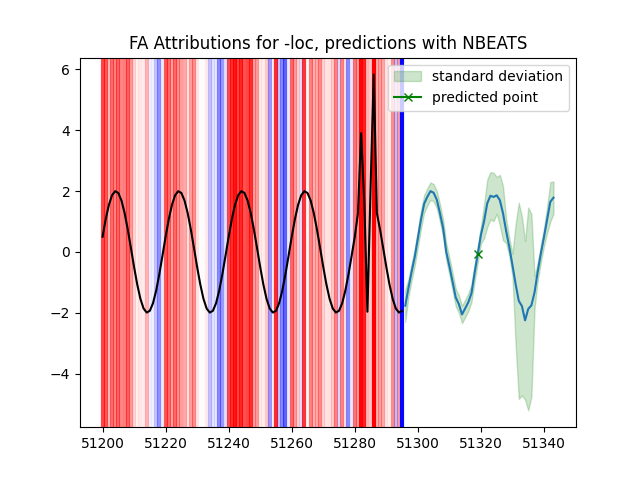 FA Attributions for -loc, predictions with NBEATS
standard deviation
predicted point
6
4
2
0
−2
−4
51200 51220 51240 51260 51280 51300 51320 51340